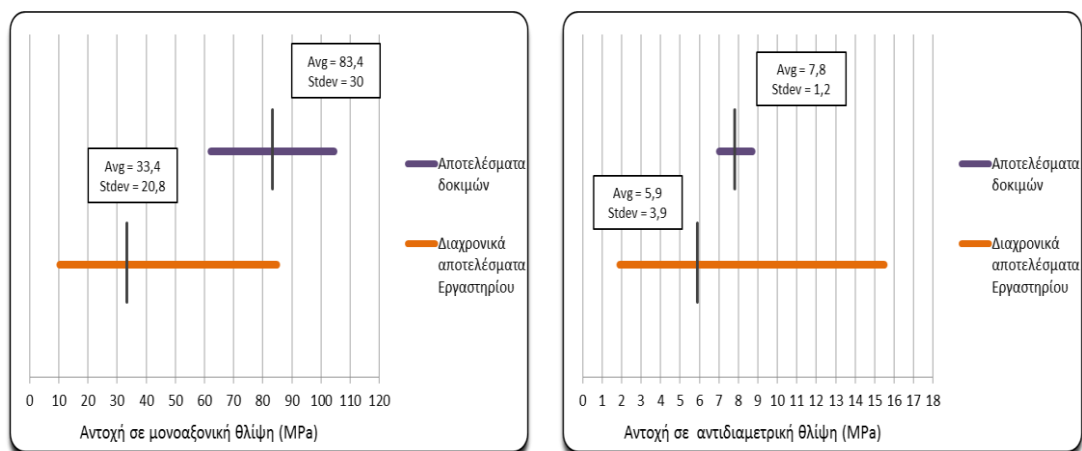 Avg = 83,4
Stdev = 30
Avg = 33,4
Stdev = 20,8
Αποτελέσματα
δοκιμών
Διαχρονικά
αποτελέσματα
Εργαστηρίου
0 10 20 30 40 50 60 70 80 90 100 110 120
Αντοχή σε μονοαξονική θλίψη (MPa)
Avg = 7,8
Stdev = 1,2
Avg = 5,9
Stdev = 3,9
Αποτελέσματα
δοκιμών
Διαχρονικά
αποτελέσματα
Εργαστηρίου
0 1 2 3 4 5 6 7 8 9 10 11 12 13 14 15 16 17 18
Αντοχή σε αντιδιαμετρική θλίψη (MPa)